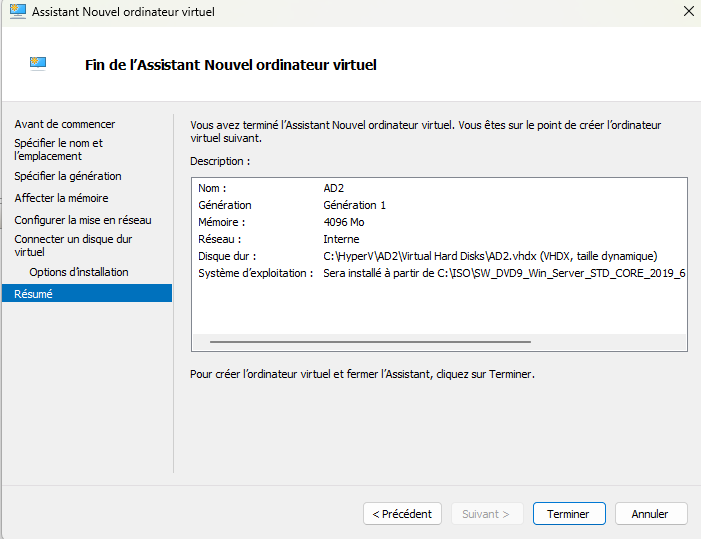 Assistant Nouvel ordinateur virtuel
Fin de l'Assistant Nouvel ordinateur virtuel
Avant de commencer
Spécifier le nom et
l'emplacement
Spécifier la génération
Affecter la mémoire
Configurer la mise en réseau
Connecter un disque dur
virtuel
Options d'installation
Résumé
Vous avez terminé l'Assistant Nouvel ordinateur virtuel. Vous êtes sur le point de créer l'ordinateur
virtuel suivant.
Description :
Nom : AD2
Génération Génération 1
Mémoire : 4096 Mo
Réseau : Interne
Disque dur : C:\HyperV\AD2\Virtual Hard Disks\AD2.vhdx (VHDX, taille dynamique)
Système d'exploitation : Sera installé à partir de C:\ISO\SW_DVD9_Win_Server_STD_CORE_2019_6
Pour créer l'ordinateur virtuel et fermer l'Assistant, cliquez sur Terminer.
< Précédent Suivant > Terminer Annuler